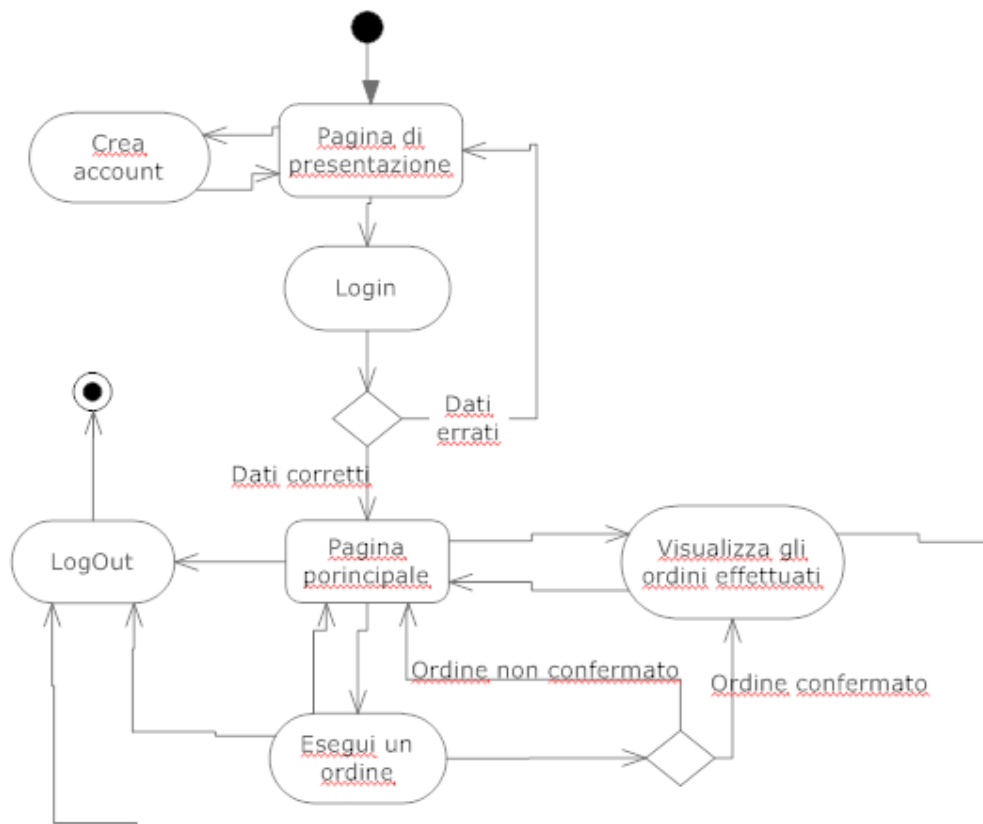 Crea
account
Pagina di
presentazione
Login
Dati
errati
Dati corretti
LogOut
Pagina
porincipale
Visualizza gli
ordini effettuati
Ordine non confermato
Ordine confermato
Esegui un
ordine